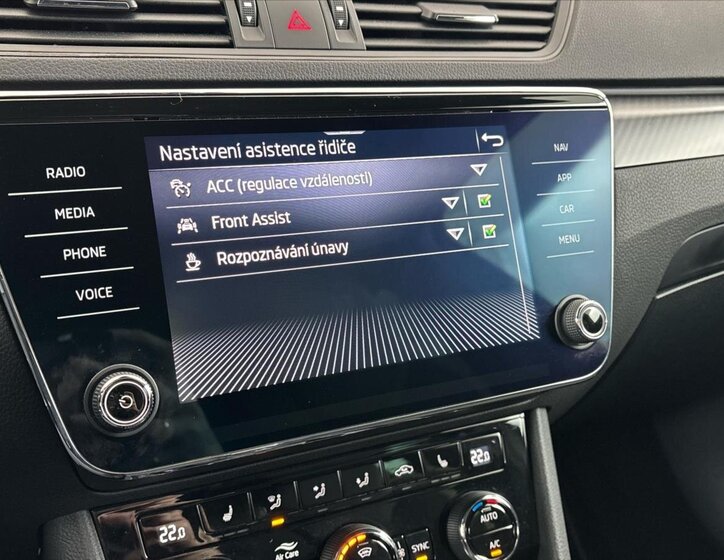 Nastavení asistence řidiče
ACC (regulace vzdálenosti)
Front Assist
Rozpoznávání únavy
RADIO
MEDIA
PHONE
VOICE
NAV
APP
CAR
MENU
22.0
22.0
Air Care
SYNC
AUTO
A/C